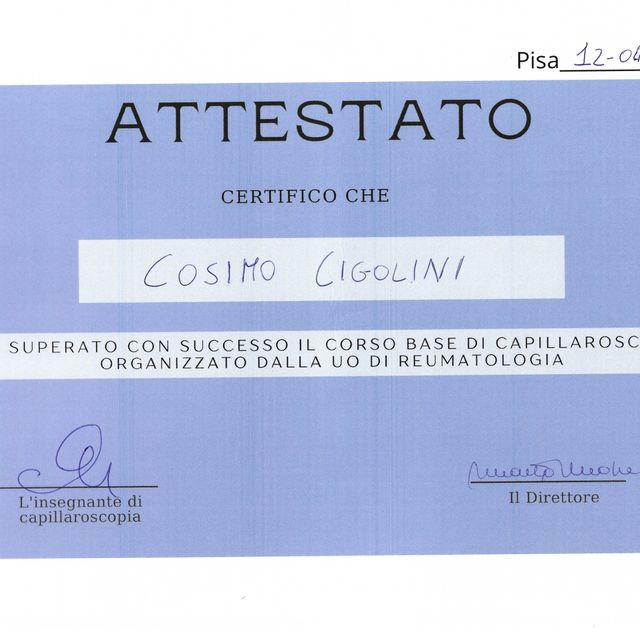 Pisa 12-04
ATTESTATO
CERTIFICO CHE
COSIMO CIGOLINI
SUPERATO CON SUCCESSO IL CORSO BASE DI CAPILLAROSC
ORGANIZZATO DALLA UO DI REUMATOLOGIA
L'insegnante di
capillaroscopia
Il Direttore